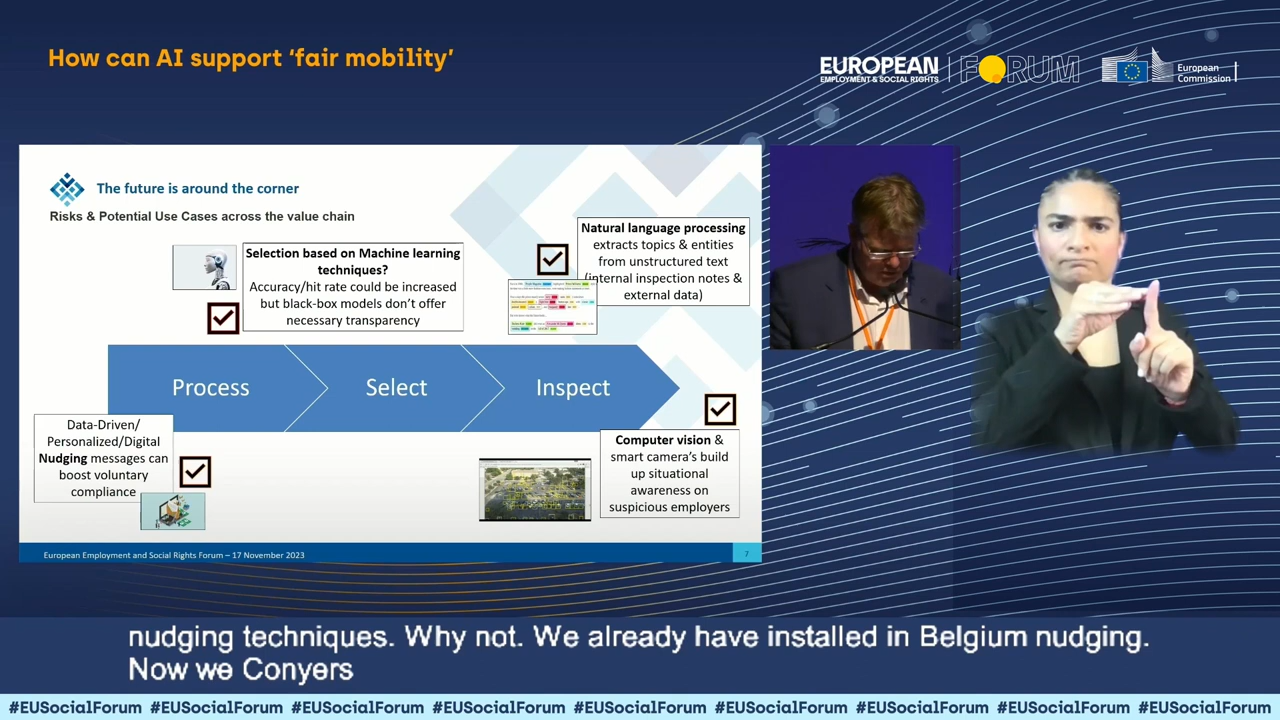 How can AI support ‘fair mobility’
EUROPEAN
EMPLOYMENT & SOCIAL RIGHTS
FORUM
European
Commission
The future is around the corner
Risks & Potential Use Cases across the value chain
Selection based on Machine learning
techniques?
Accuracy/hit rate could be increased
but black-box models don’t offer
necessary transparency
Natural language processing
extracts topics & entities
from unstructured text
(internal inspection notes &
external data)
Process
Select
Inspect
Data-Driven/
Personalized/Digital
Nudging messages can
boost voluntary
compliance
Computer vision &
smart camera’s build
up situational
awareness on
suspicious employers
European Employment and Social Rights Forum – 17 November 2023
7
nudging techniques. Why not. We already have installed in Belgium nudging.
Now we Conyers
#EUSocialForum #EUSocialForum #EUSocialForum #EUSocialForum #EUSocialForum #EUSocialForum #EUSocialForum #EUSocialForum #EUSocialForum